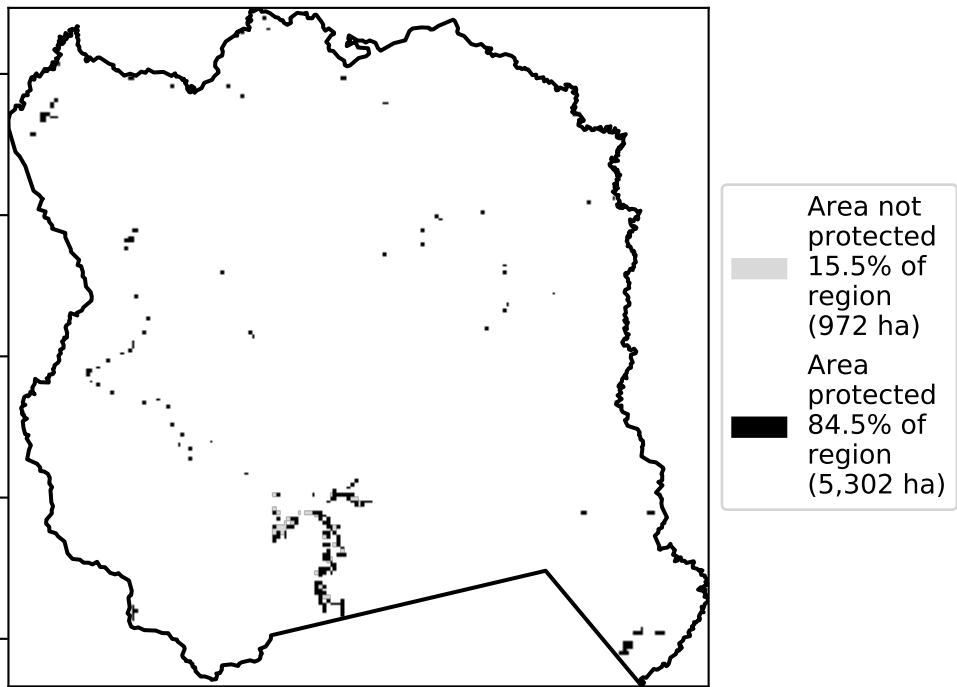 Area not
protected
15.5% of
region
(972 ha)
Area
protected
84.5% of
region
(5,302 ha)